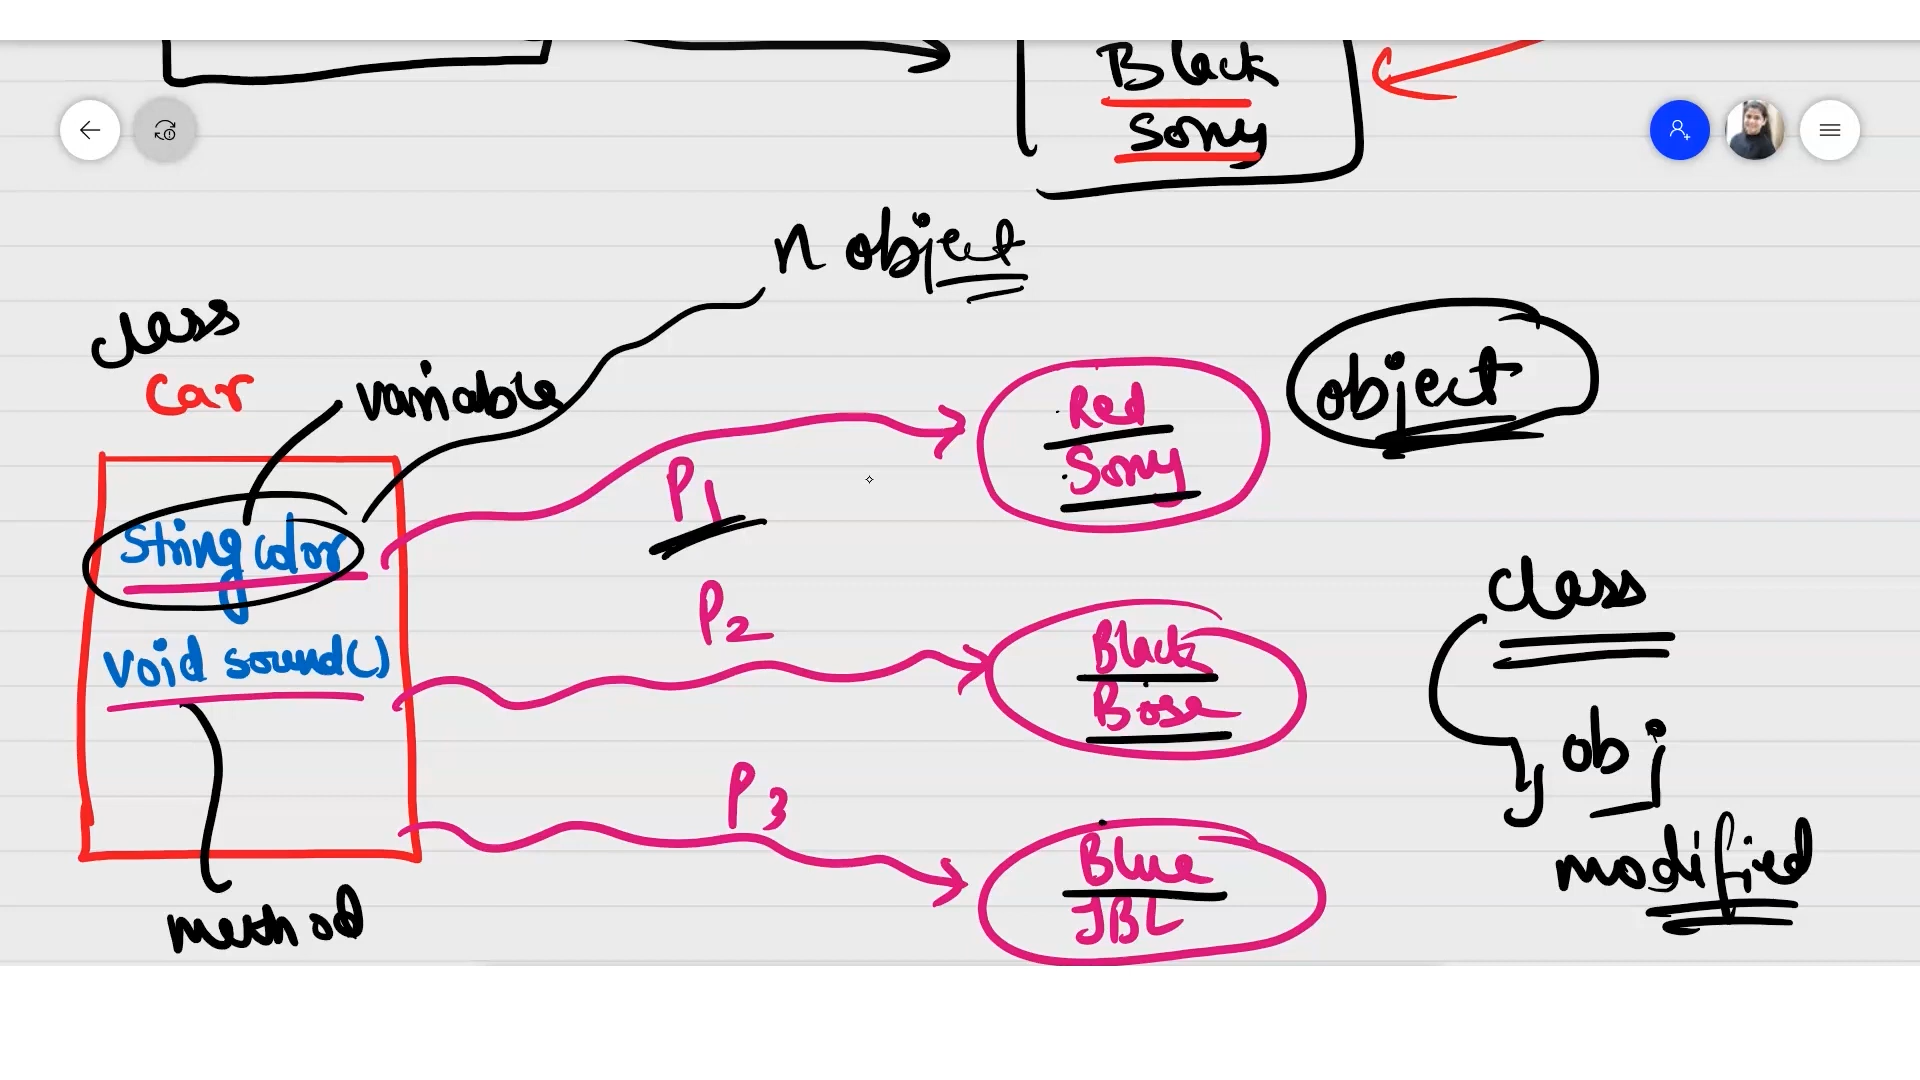 Black
Sony
n object
class
Car
variable
Red
Sony
object
P1
String color
void sound()
P2
Black
Bose
class
obj
P3
Blue
JBL
modified
method